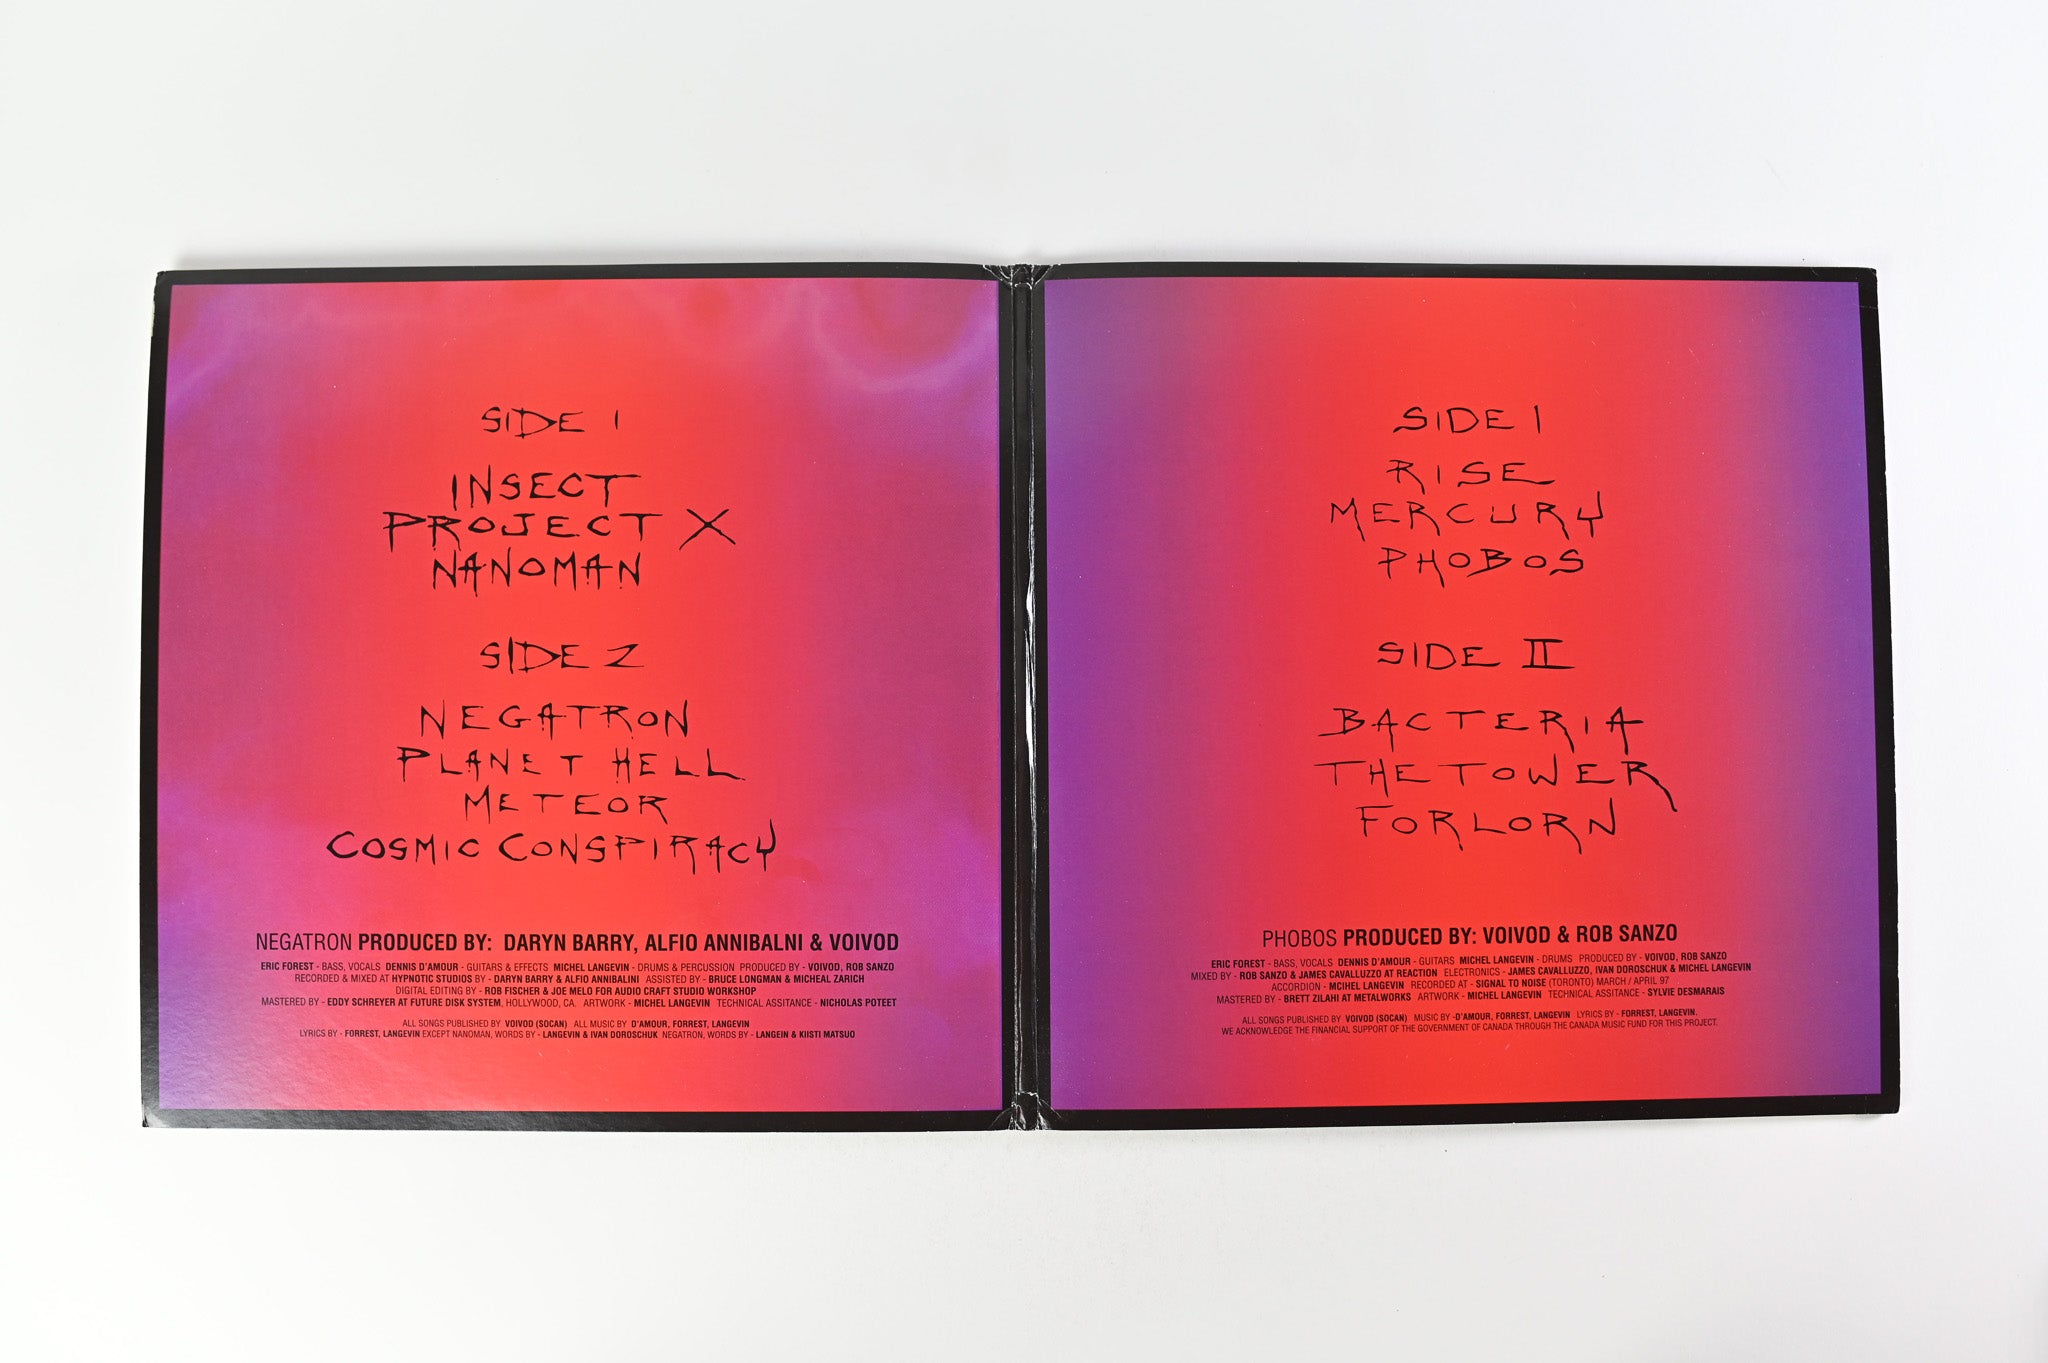 SIDE 1
INSECT
PROJECT X
NANOMAN
SIDE 2
NEGATRON
PLANET HELL
METEOR
COSMIC CONSPIRACY
NEGATRON PRODUCED BY: DARYN BARRY, ALFIO ANNIBALNI & VOIVOD
ERIC FOREST - BASS, VOCALS DENNIS D'AMOUR - GUITARS & EFFECTS MICHEL LANGEVIN - DRUMS & PERCUSSION PRODUCED BY - VOIVOD, ROB SANZO
RECORDED & MIXED AT HYPNOTIC STUDIOS BY - DARYN BARRY & ALFIO ANNIBALINI ASSISTED BY - BRUCE LONGMAN & MICHEAL ZARICH
DIGITAL EDITING BY - ROB FISCHER & JOE MELO FOR AUDIO CRAFT STUDIO WORKSHOP
MASTERED BY - EDDY SCHREYER AT FUTURE DISK SYSTEM, HOLLYWOOD, CA. ARTWORK - MICHEL LANGEVIN TECHNICAL ASSITANCE - NICHOLAS POTEET
ALL SONGS PUBLISHED BY VOIVOD (SOCAN) ALL MUSIC BY D'AMOUR, FORREST, LANGEVIN
LYRICS BY - FORREST, LANGEVIN EXCEPT NANOMAN, WORDS BY - LANGEVIN & IVAN DOROSCHUK NEGATRON, WORDS BY - LANGEIN & KIISTI MATSUO
SIDE I
RISE
MERCURY
PHOBOS
SIDE II
BACTERIA
THE TOWER
FORLORN
PHOBOS PRODUCED BY: VOIVOD & ROB SANZO
ERIC FOREST - BASS, VOCALS DENNIS D'AMOUR - GUITARS MICHEL LANGEVIN - DRUMS PRODUCED BY - VOIVOD, ROB SANZO
MIXED BY - ROB SANZO & JAMES CAVALLUZZO AT REACTION ELECTRONICS - JAMES CAVALLUZZO, IVAN DOROSCHUK & MICHEL LANGEVIN
ACCORDION - MCIHEL LANGEVIN RECORDED AT - SIGNAL TO NOISE (TORONTO) MARCH / APRIL 97
MASTERED BY - BRETT ZILAHI AT METALWORKS ARTWORK - MICHEL LANGEVIN TECHNICAL ASSITANCE - SYLVIE DESMARAIS
ALL SONGS PUBLISHED BY VOIVOD (SOCAN) MUSIC BY -D'AMOUR, FORREST, LANGEVIN LYRICS BY - FORREST, LANGEVIN.
WE ACKNOWLEDGE THE FINANCIAL SUPPORT OF THE GOVERNMENT OF CANADA THROUGH THE CANADA MUSIC FUND FOR THIS PROJECT.